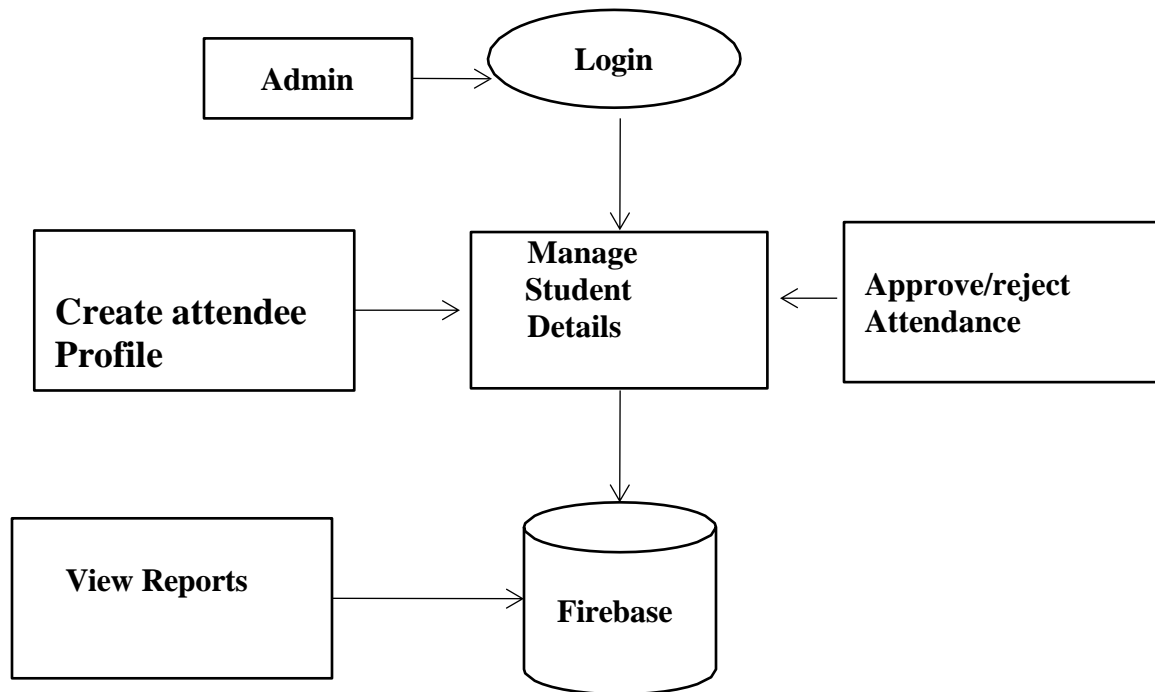 Login
Admin
Manage
Student
Details
Create attendee
Profile
Approve/reject
Attendance
View Reports
Firebase